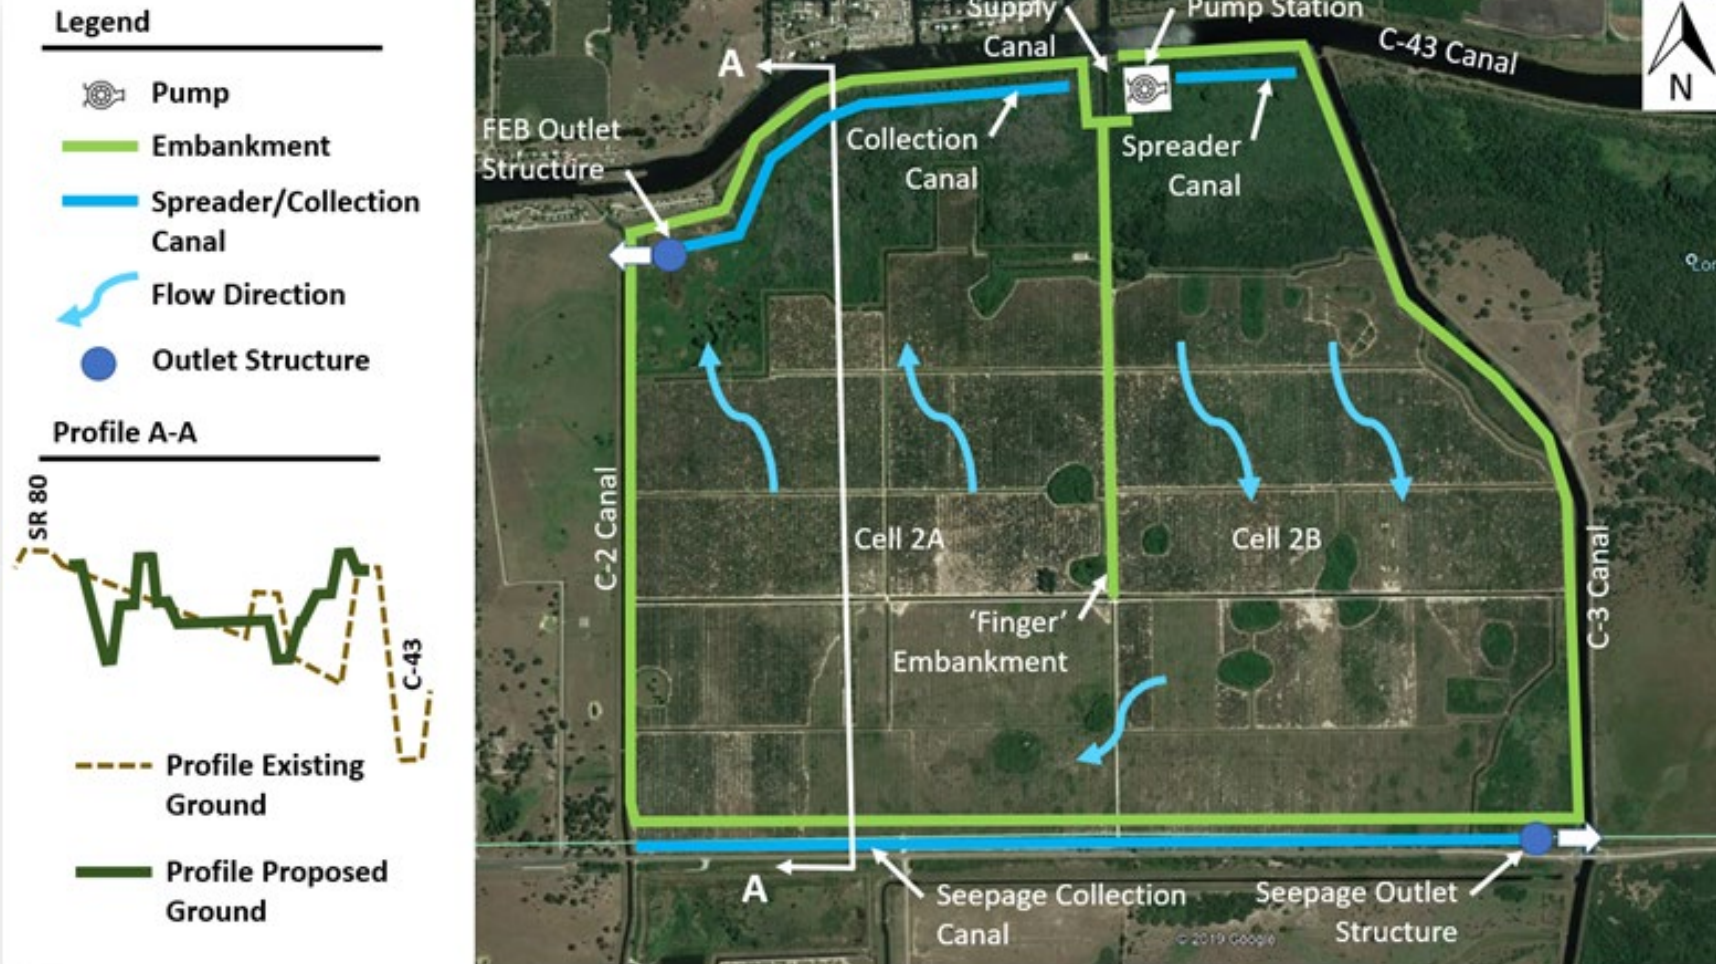 Legend
Pump
Embankment
Spreader/Collection
Canal
Flow Direction
Outlet Structure
Profile A-A
SR 80
C-43
Profile Existing
Ground
Profile Proposed
Ground
Supply
Canal
Pump Station
C-43 Canal
N
A
FEB Outlet
Structure
Collection
Canal
Spreader
Canal
C-2 Canal
Cell 2A
Cell 2B
C-3 Canal
'Finger'
Embankment
A
Seepage Collection
Canal
Seepage Outlet
Structure
© 2019 Google